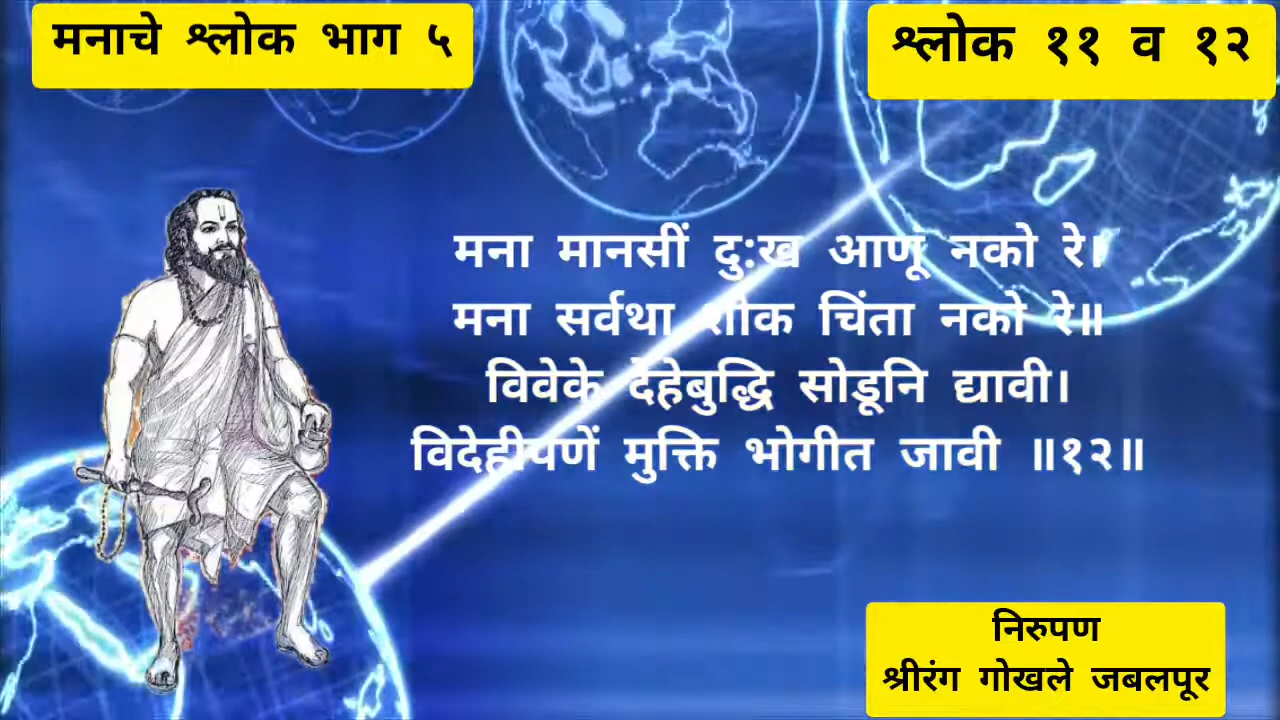 मनाचे श्लोक भाग ५
श्लोक ११ व १२
मना मानसीं दुःख आणू नको रे।
मना सर्वथा शोक चिंता नको रे॥
विवेके देहेबुद्धि सोडूनि द्यावी।
विदेहीपणें मुक्ति भोगीत जावी ॥१२॥
निरुपण
श्रीरंग गोखले जबलपूर